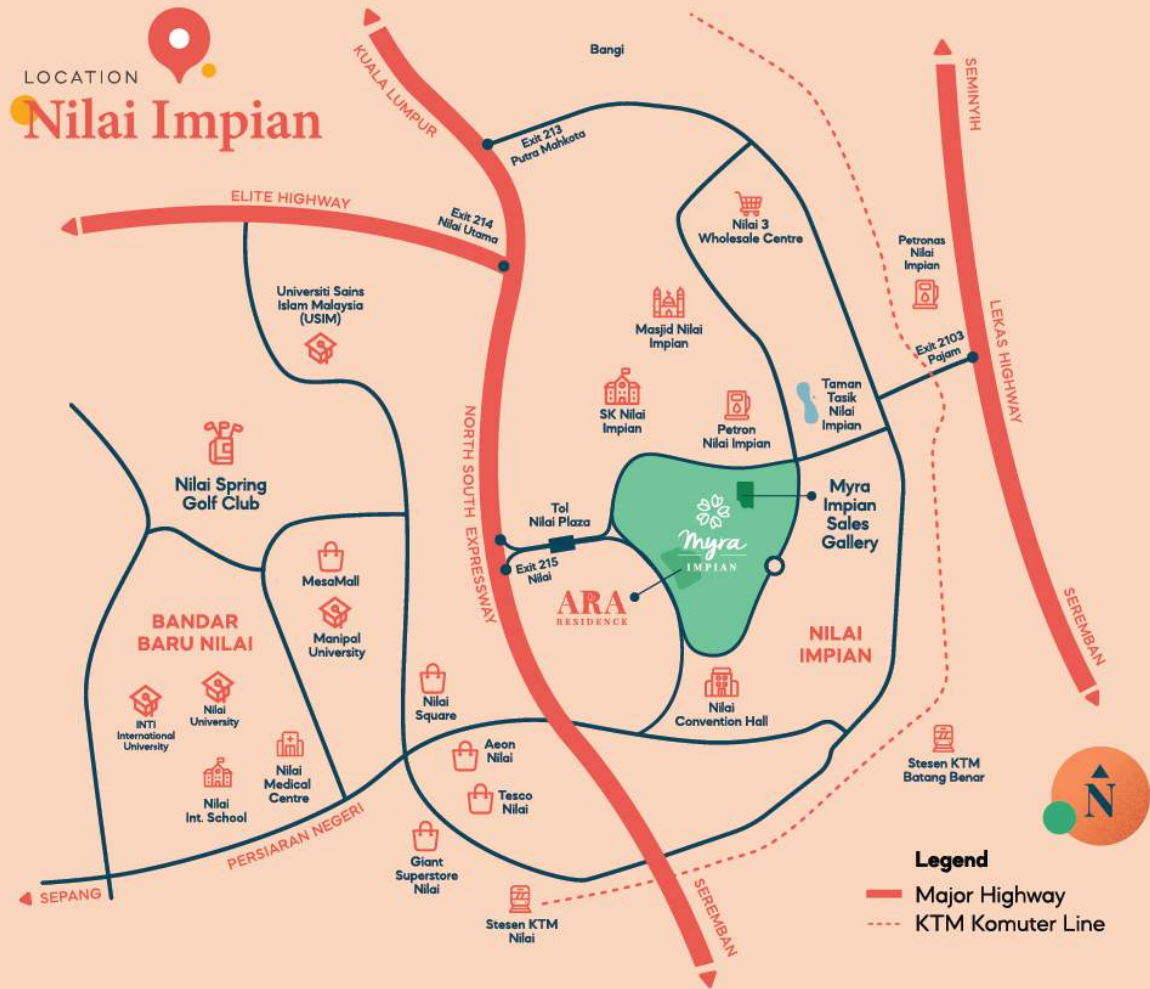 LOCATION
Nilai Impian
KUALA LUMPUR
Bangi
SEMINYIH
Exit 213
Putra Mahkota
ELITE HIGHWAY
Exit 214
Nilai Utama
Nilai 3
Wholesale Centre
Petronas
Nilai
Impian
Universiti Sains
Islam Malaysia
(USIM)
Masjid Nilai
Impian
LEKAS HIGHWAY
Exit 2103
Pajam
SK Nilai
Impian
Petron
Nilai Impian
Taman
Tasik
Nilai
Impian
NORTH SOUTH EXPRESSWAY
Nilai Spring
Golf Club
Tol
Nilai Plaza
Myra
IMPIAN
Myra
Impian
Sales
Gallery
Exit 215
Nilai
MesaMall
ARA
RESIDENCE
BANDAR
BARU NILAI
Manipal
University
NILAI
IMPIAN
SEREMBAN
INTI
International
University
Nilai
University
Nilai
Square
Nilai
Convention Hall
Aeon
Nilai
Nilai
Medical
Centre
Nilai
Int. School
Tesco
Nilai
Stesen KTM
Batang Benar
N
PERSIARAN NEGERI
Giant
Superstore
Nilai
SEPANG
Stesen KTM
Nilai
SEREMBAN
Legend
Major Highway
KTM Komuter Line